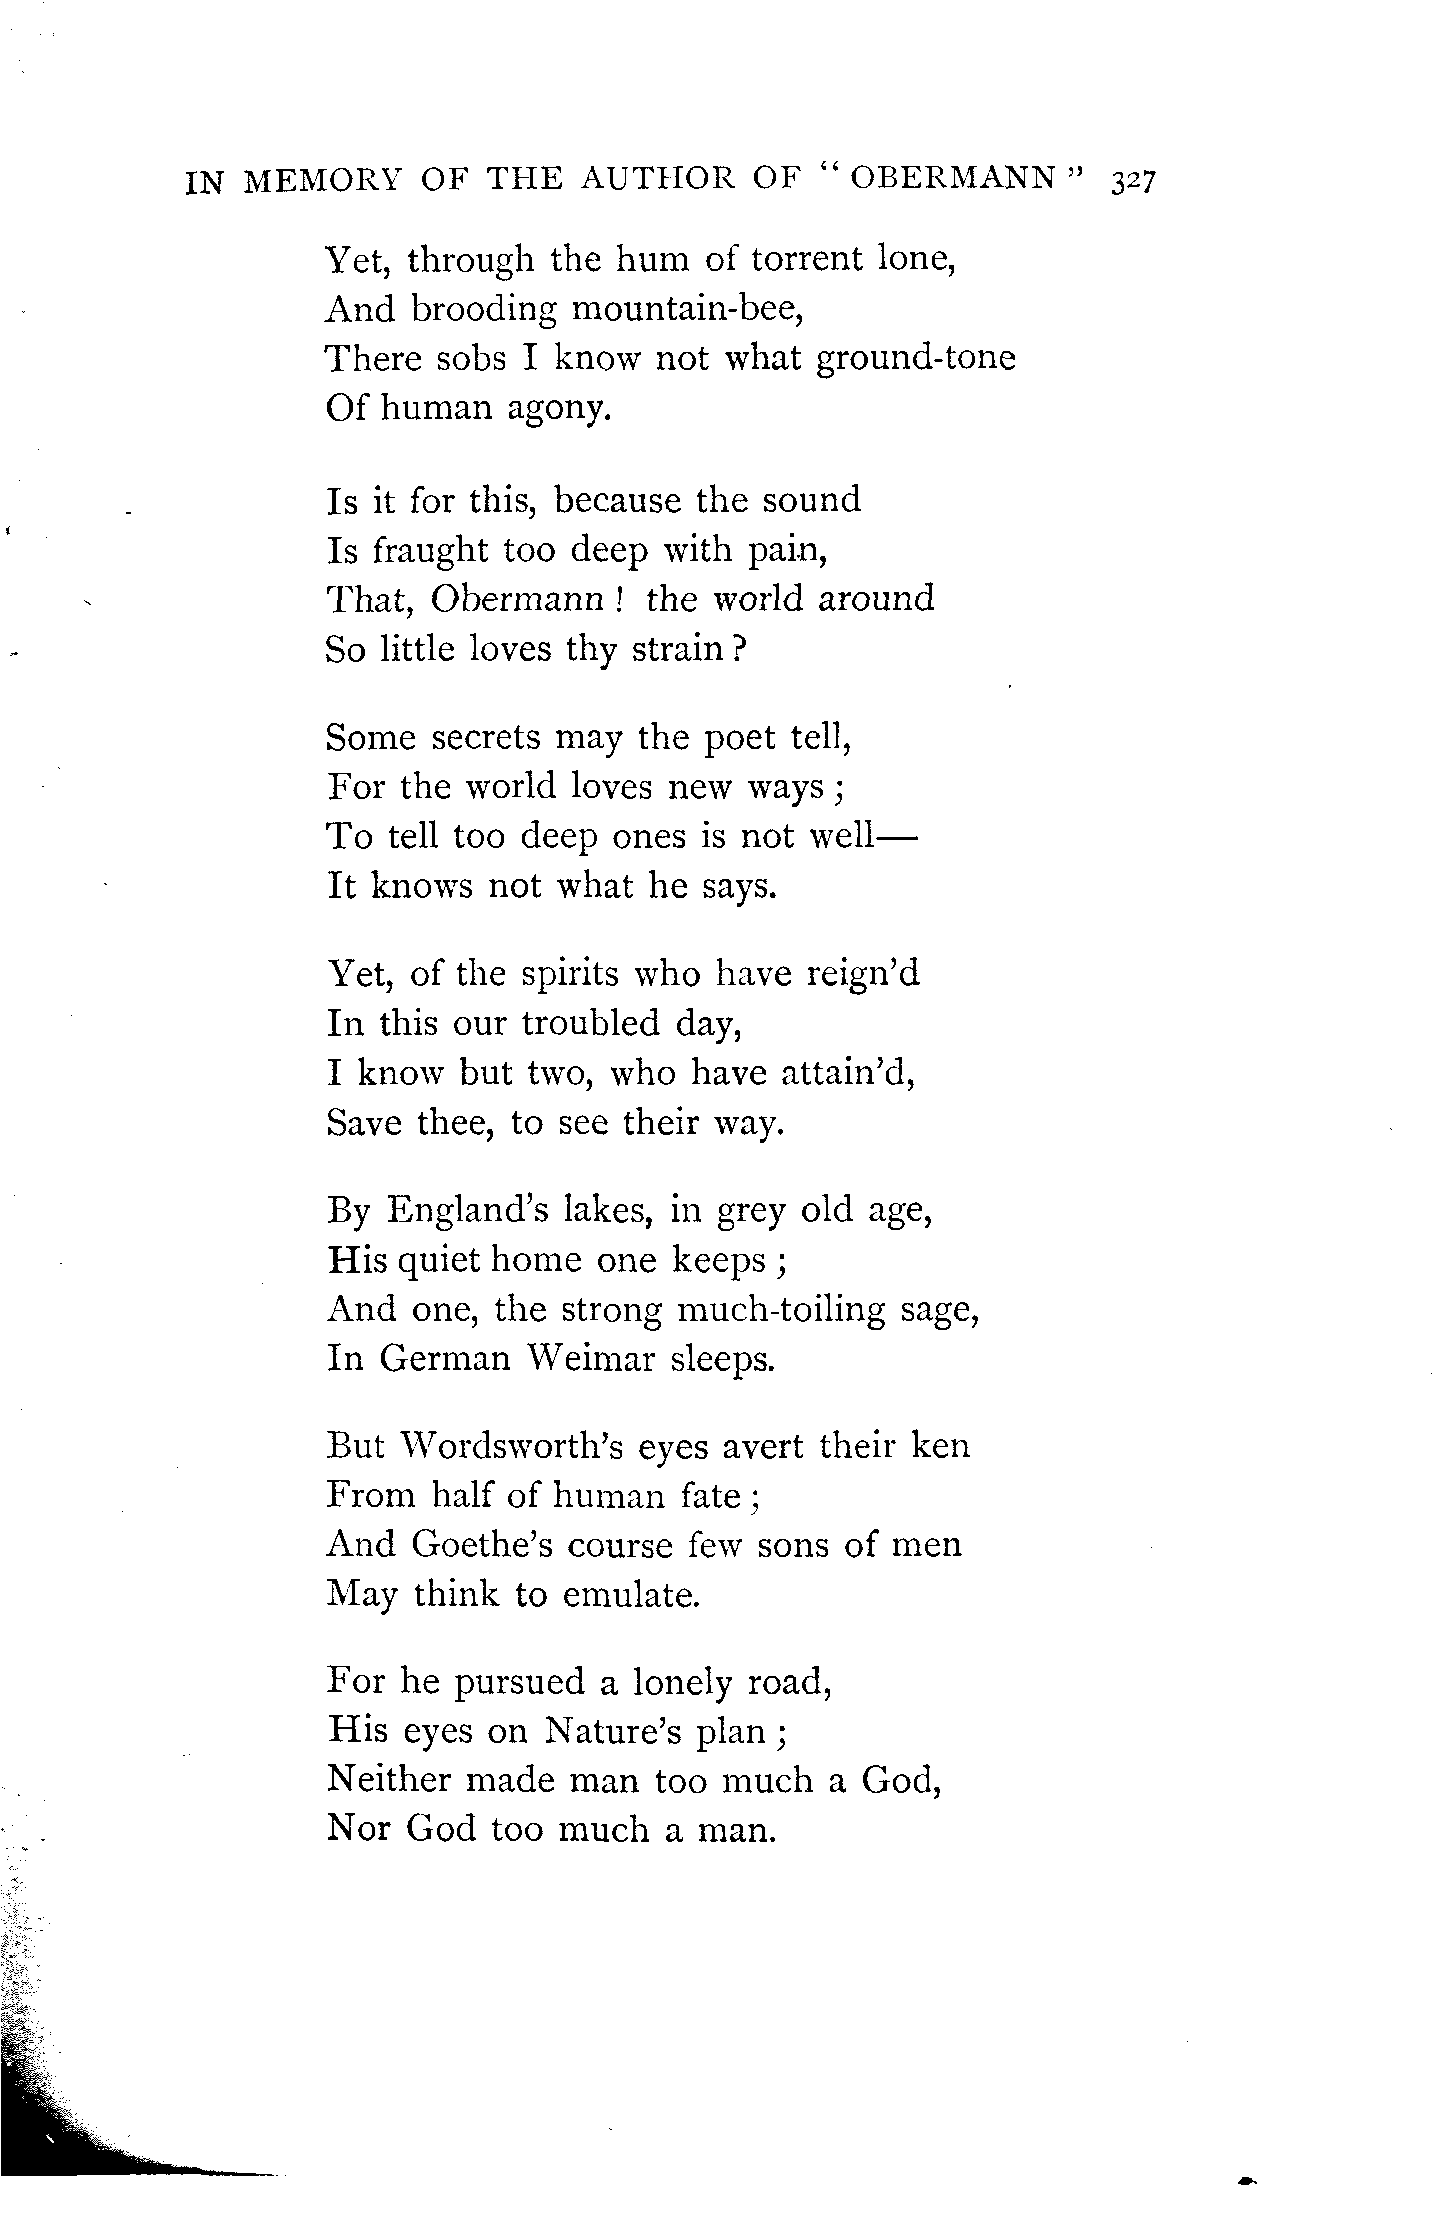 IN MEMORY OF THE AUTHOR OF “OBERMANN” 327
Yet, through the hum of torrent lone,
And brooding mountain-bee,
There sobs I know not what ground-tone
Of human agony.
Is it for this, because the sound
Is fraught too deep with pain,
That, Obermann! the world around
So little loves thy strain?
Some secrets may the poet tell,
For the world loves new ways;
To tell too deep ones is not well—
It knows not what he says.
Yet, of the spirits who have reign’d
In this our troubled day,
I know but two, who have attain’d,
Save thee, to see their way.
By England’s lakes, in grey old age,
His quiet home one keeps;
And one, the strong much-toiling sage,
In German Weimar sleeps.
But Wordsworth’s eyes avert their ken
From half of human fate;
And Goethe’s course few sons of men
May think to emulate.
For he pursued a lonely road,
His eyes on Nature’s plan;
Neither made man too much a God,
Nor God too much a man.